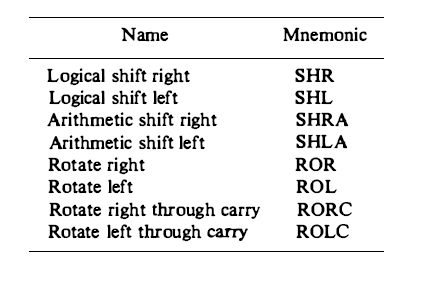 Name Mnemonic
Logical shift right SHR
Logical shift left SHL
Arithmetic shift right SHRA
Arithmetic shift left SHLA
Rotate right ROR
Rotate left ROL
Rotate right through carry RORC
Rotate left through carry ROLC